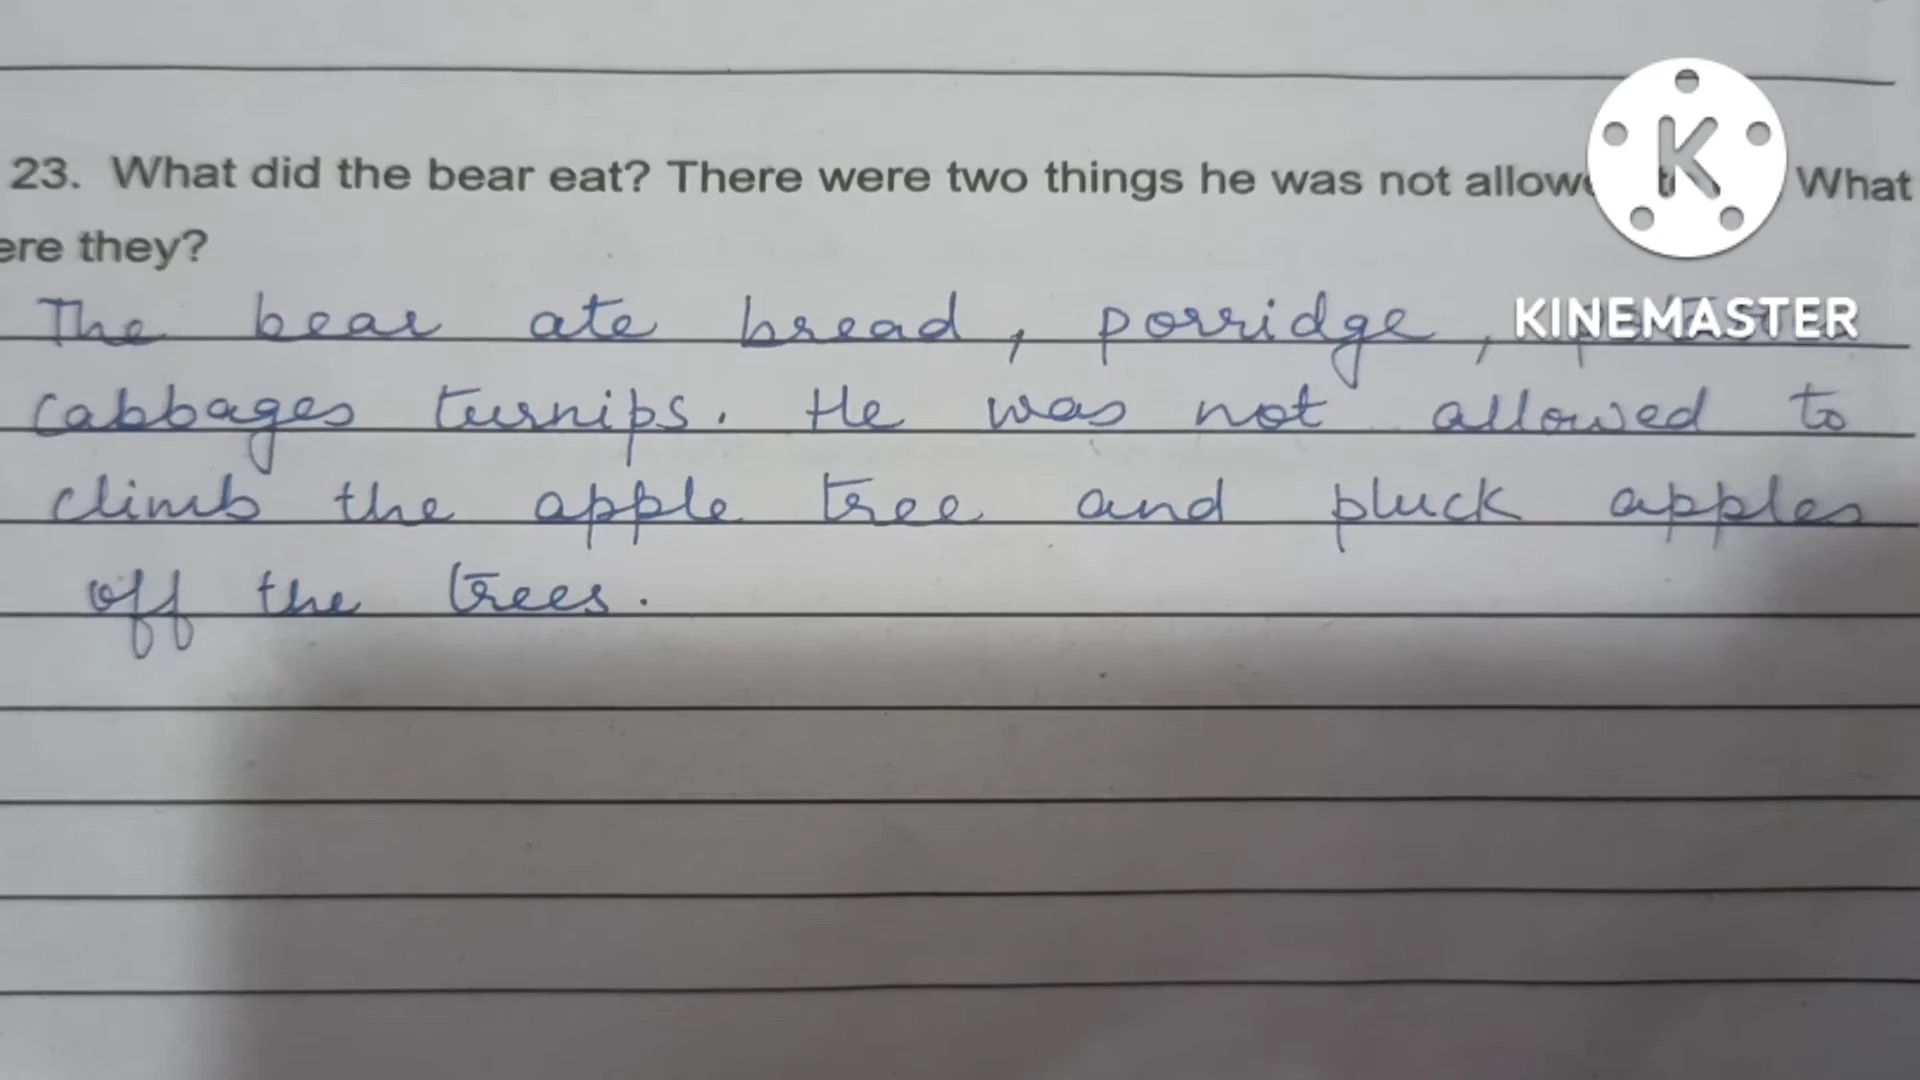 23. What did the bear eat? There were two things he was not allowe What
ere they?
The bear ate bread, porridge,
KINEMASTER
cabbages turnips. He was not allowed to
climb the apple tree and pluck apples
off the trees.